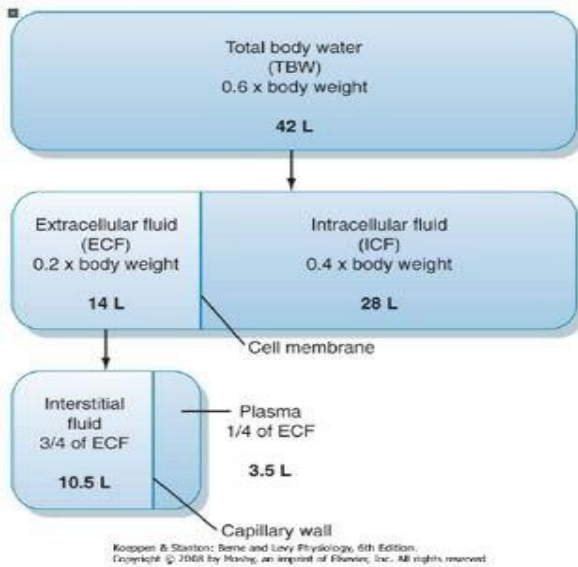 Total body water
(TBW)
0.6 x body weight
42 L
Extracellular fluid
(ECF)
0.2 x body weight
14 L
Intracellular fluid
(ICF)
0.4 x body weight
28 L
Cell membrane
Interstitial
fluid
3/4 of ECF
10.5 L
Plasma
1/4 of ECF
3.5 L
Capillary wall
Koeppen & Stanton: Berne and Levy Physiology, 6th Edition.
Copyright © 2008 by Mosby, an imprint of Elsevier, Inc. All rights reserved